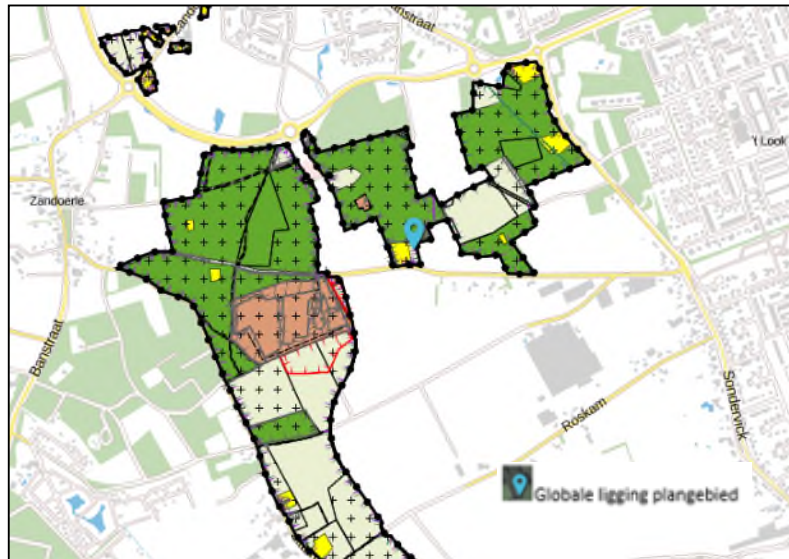 't Look
Zandoerle
Banstraat
Sondervick
Roskam
Globale ligging plangebied